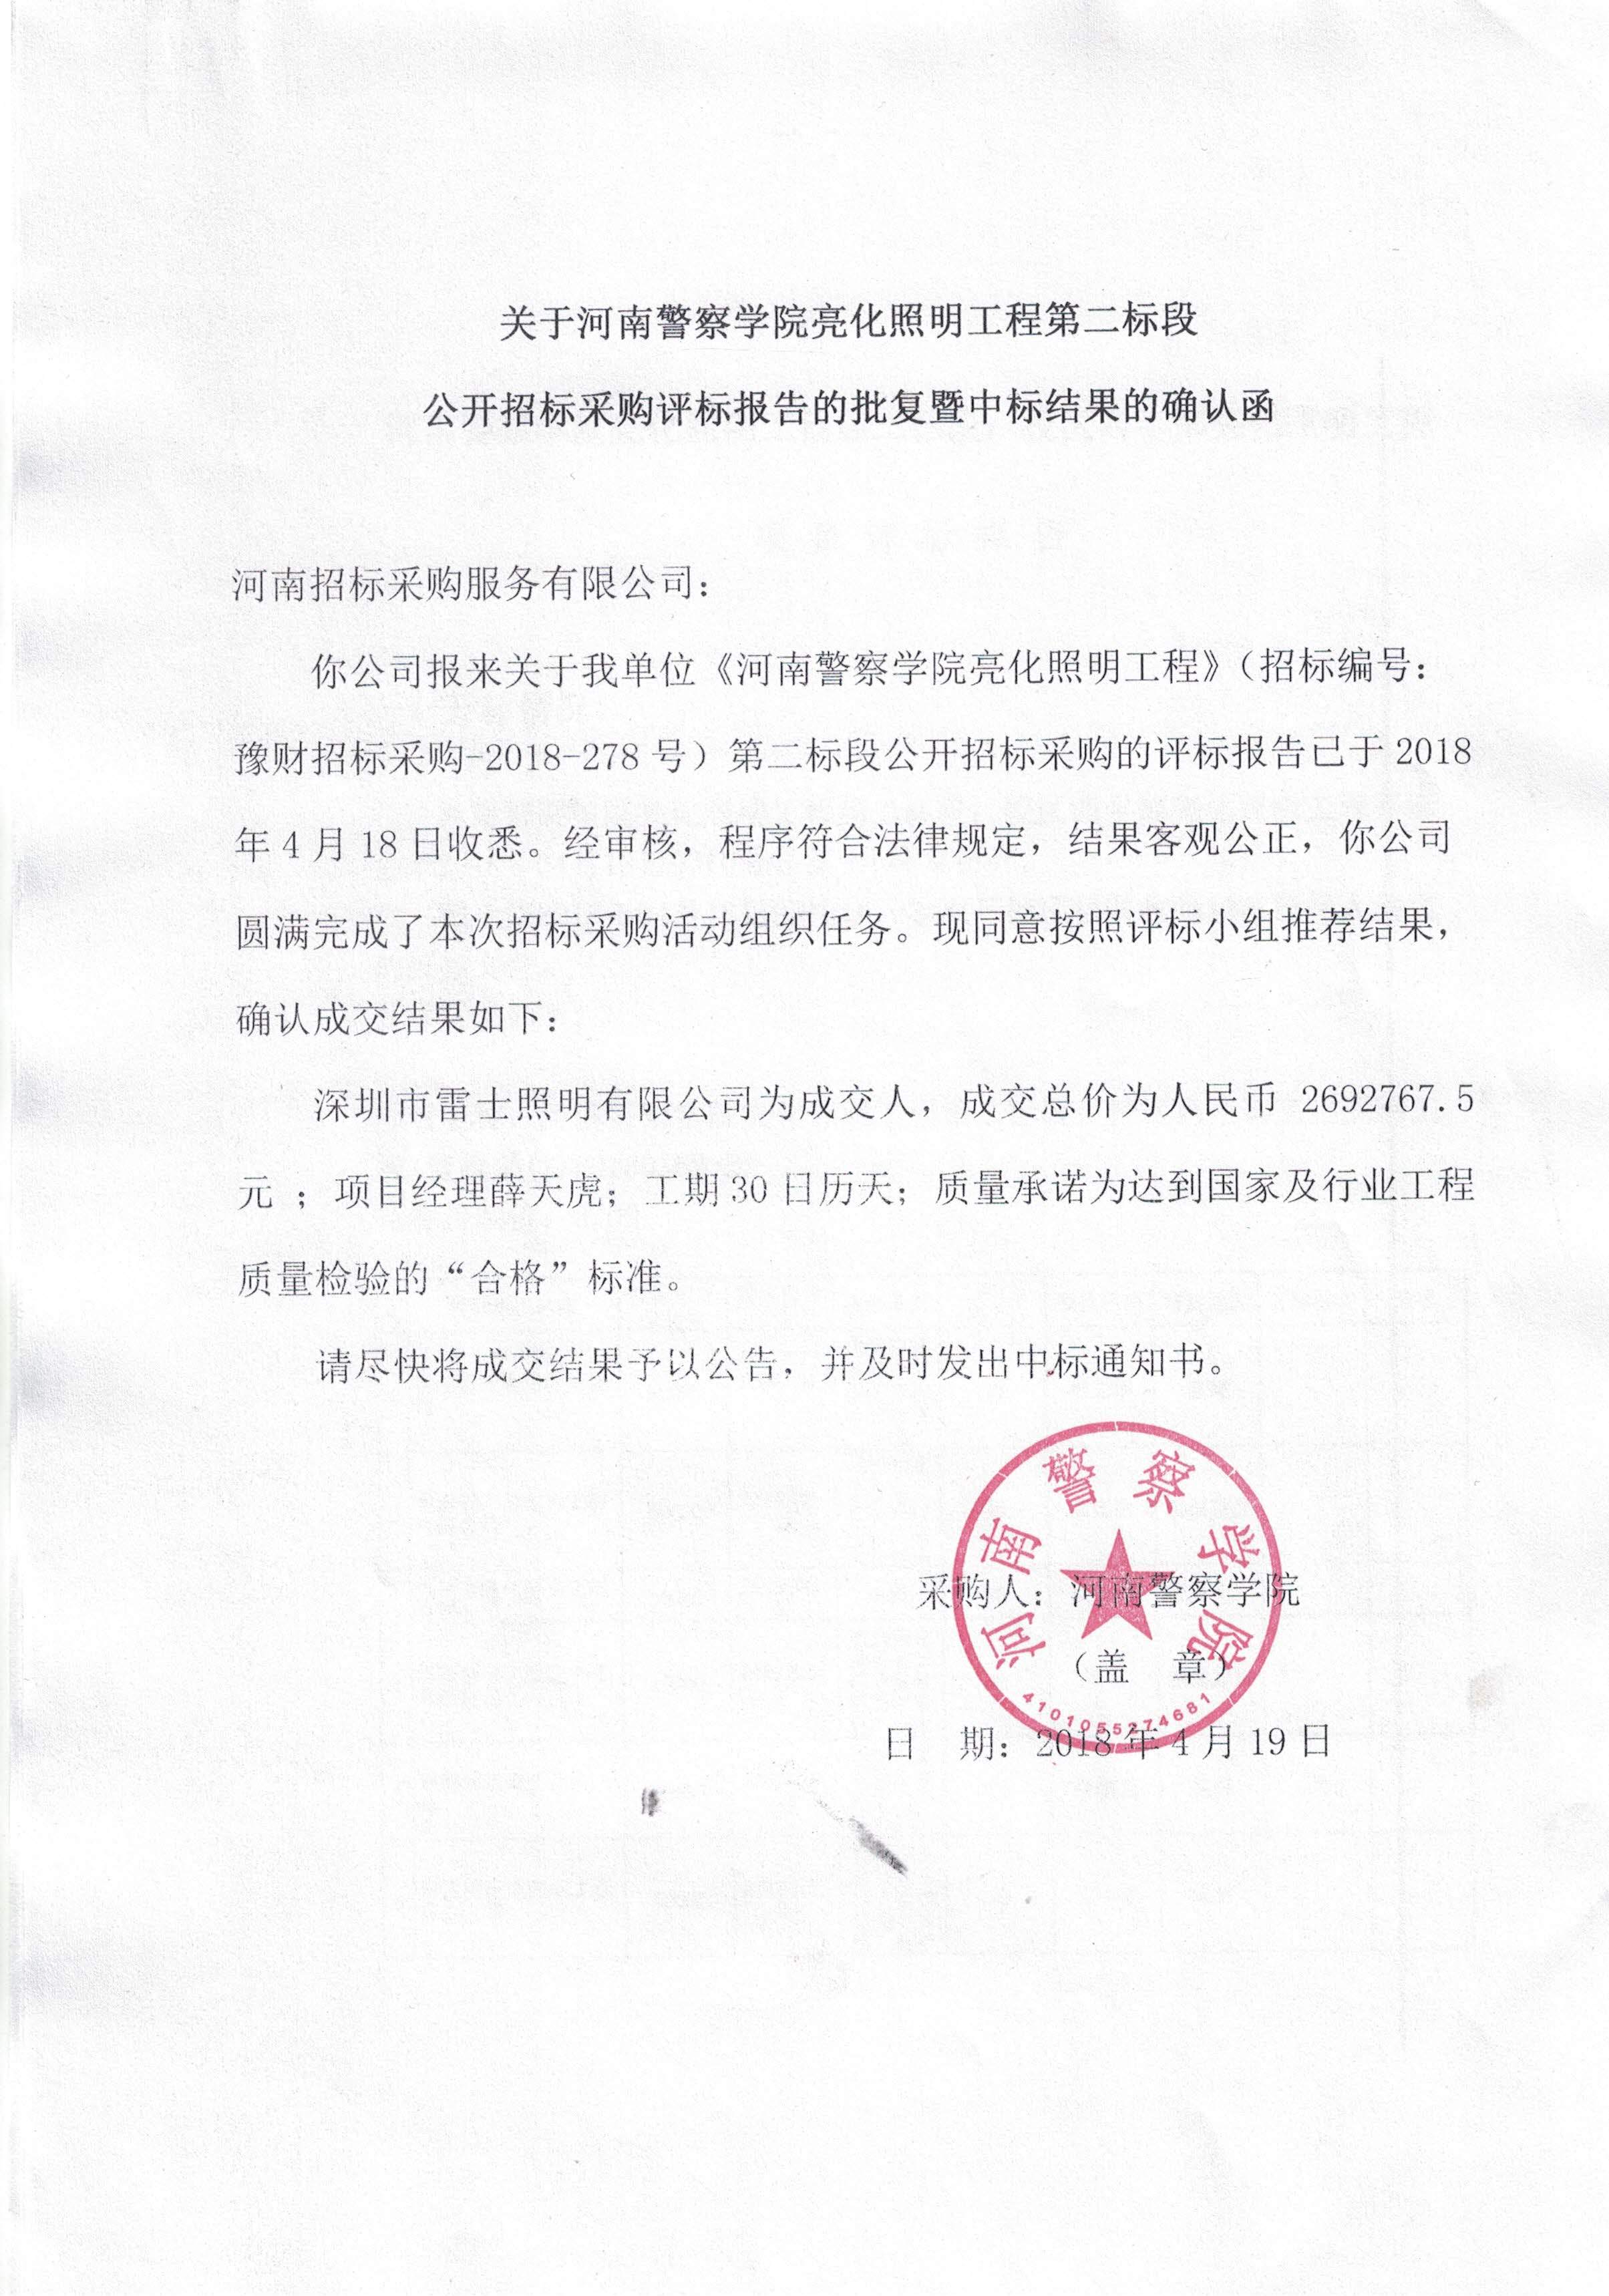 关于河南警察学院亮化照明工程第二标段
公开招标采购评标报告的批复暨中标结果的确认函
河南招标采购服务有限公司：
你公司报来关于我单位《河南警察学院亮化照明工程》（招标编号：
豫财招标采购-2018-278号）第二标段公开招标采购的评标报告已于2018
年4月18日收悉。经审核，程序符合法律规定，结果客观公正，你公司
圆满完成了本次招标采购活动组织任务。现同意按照评标小组推荐结果，
确认成交结果如下：
深圳市雷士照明有限公司为成交人，成交总价为人民币 2692767.5
元 ；项目经理薛天虎；工期30日历天；质量承诺为达到国家及行业工程
质量检验的“合格”标准。
请尽快将成交结果予以公告，并及时发出中标通知书。
河南警察学院
采购人：河南警察学院
（盖 章）
4101055274681
日 期：2018年4月19日